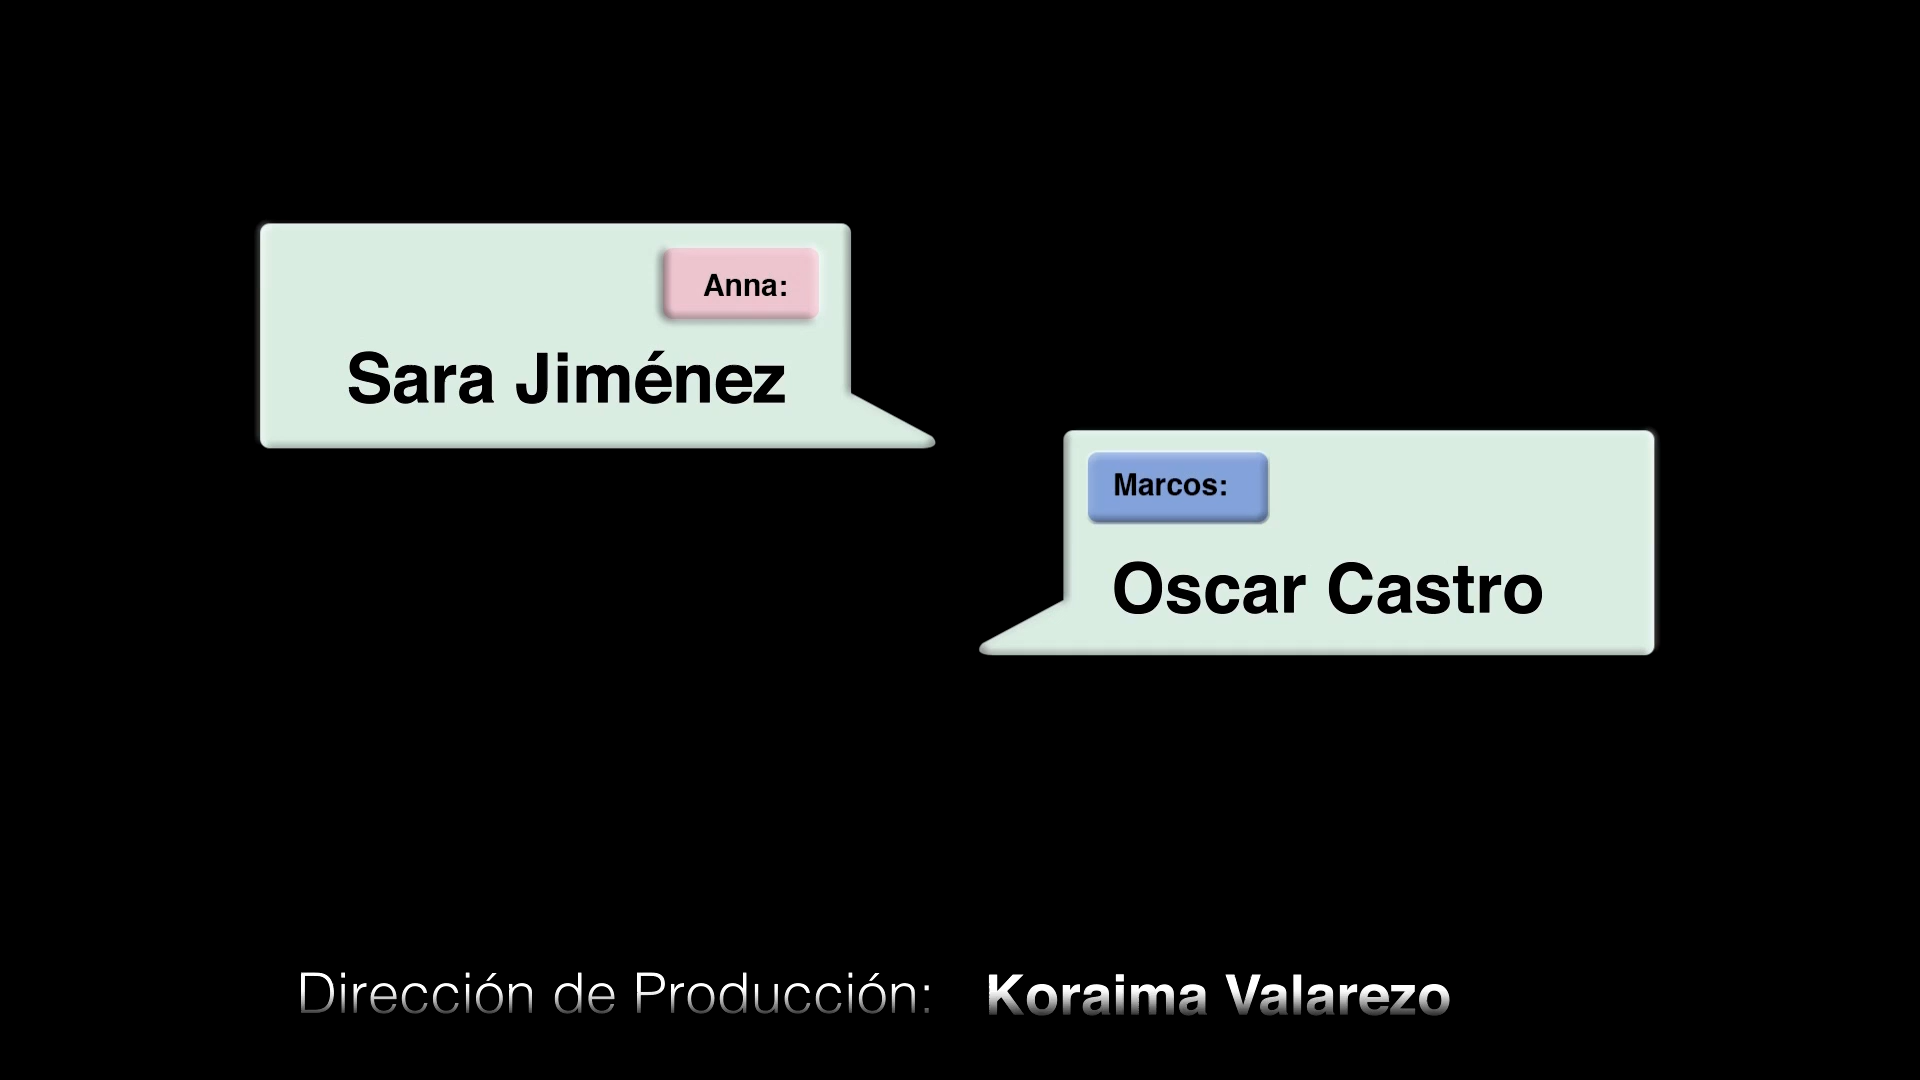 Anna:
Sara Jiménez
Marcos:
Oscar Castro
Dirección de Producción: Koraima Valarezo